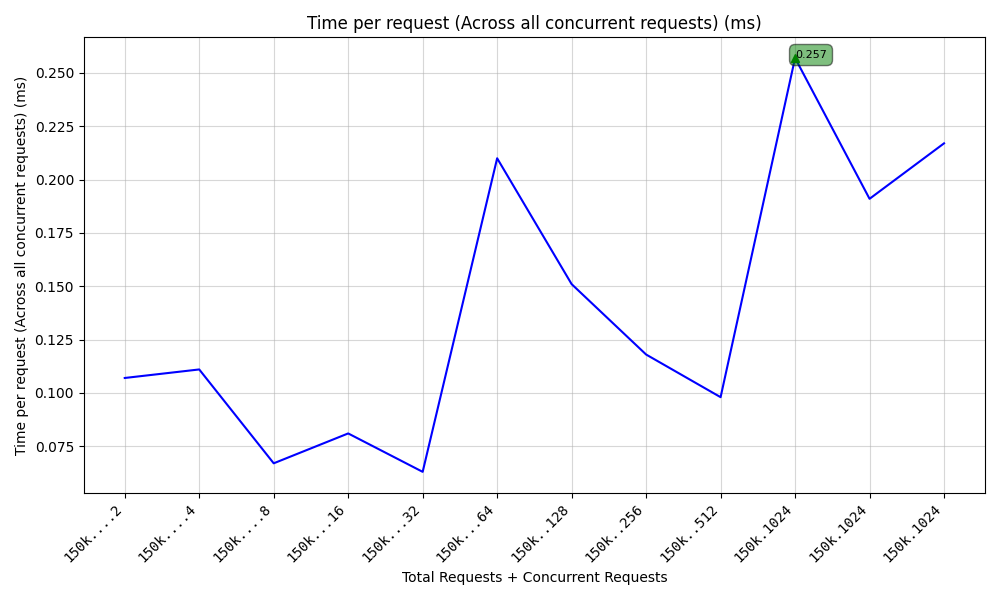 Time per request (Across all concurrent requests) (ms)
0.257
Time per request (Across all concurrent requests) (ms)
0.250
0.225
0.200
0.175
0.150
0.125
0.100
0.075
150k....2
150k....4
150k....8
150k...16
150k...32
150k...64
150k..128
150k..256
150k..512
150k.1024
150k.1024
150k.1024
Total Requests + Concurrent Requests